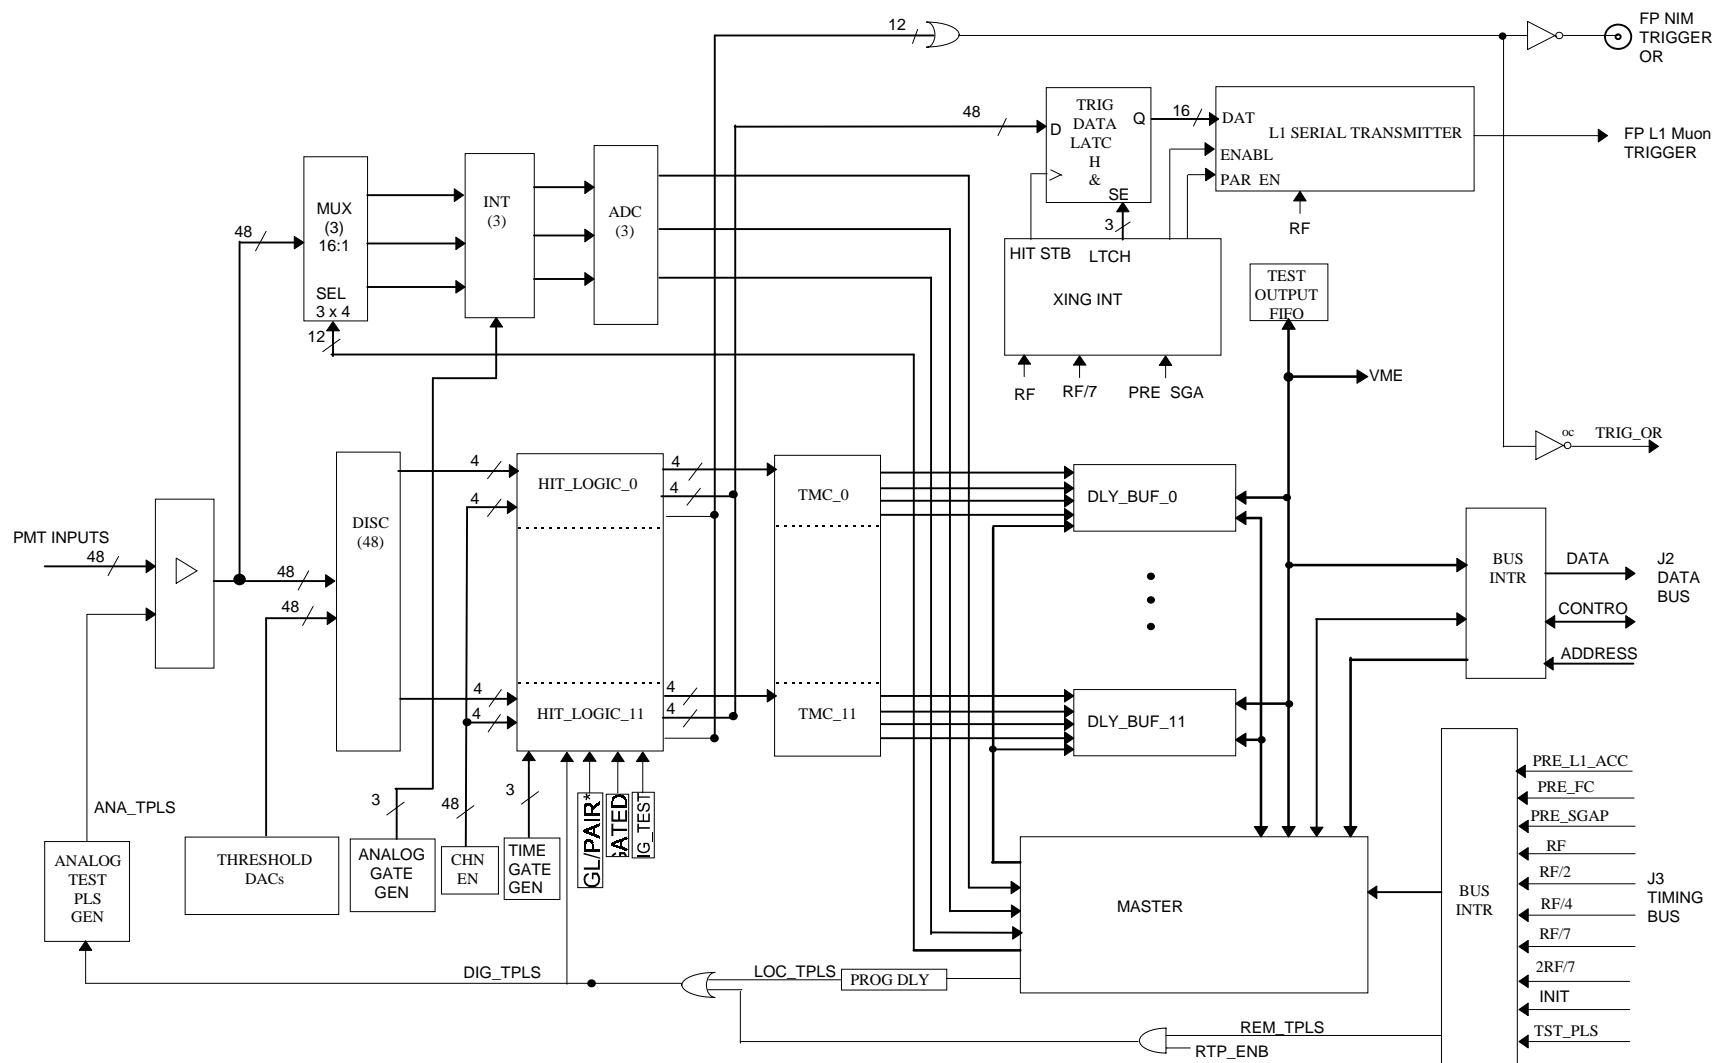 12
FP NIM
TRIGGER
OR
48
TRIG
DATA
LATC
H
&
D
Q
SE
16
DAT
L1 SERIAL TRANSMITTER
ENABL
PAR EN
FP L1 Muon
TRIGGER
RF
3
HIT STB
LTCH
XING INT
RF
RF/7
PRE SGA
TEST
OUTPUT
FIFO
VME
oc
TRIG_OR
48
MUX
(3)
16:1
SEL
3 x 4
12
INT
(3)
ADC
(3)
PMT INPUTS
48
48
48
DISC
(48)
4
4
HIT_LOGIC_0
4
4
TMC_0
DLY_BUF_0
4
4
HIT_LOGIC_11
4
4
TMC_11
DLY_BUF_11
BUS
INTR
DATA
CONTRO
ADDRESS
J2
DATA
BUS
ANA_TPLS
3
48
3
ANALOG
TEST
PLS
GEN
THRESHOLD
DACs
ANALOG
GATE
GEN
CHN
EN
TIME
GATE
GEN
GL/PAIR*
GATED
IG_TEST
MASTER
BUS
INTR
PRE_L1_ACC
PRE_FC
PRE_SGAP
RF
RF/2
RF/4
RF/7
2RF/7
INIT
TST_PLS
J3
TIMING
BUS
DIG_TPLS
LOC_TPLS
PROG DLY
REM_TPLS
RTP_ENB